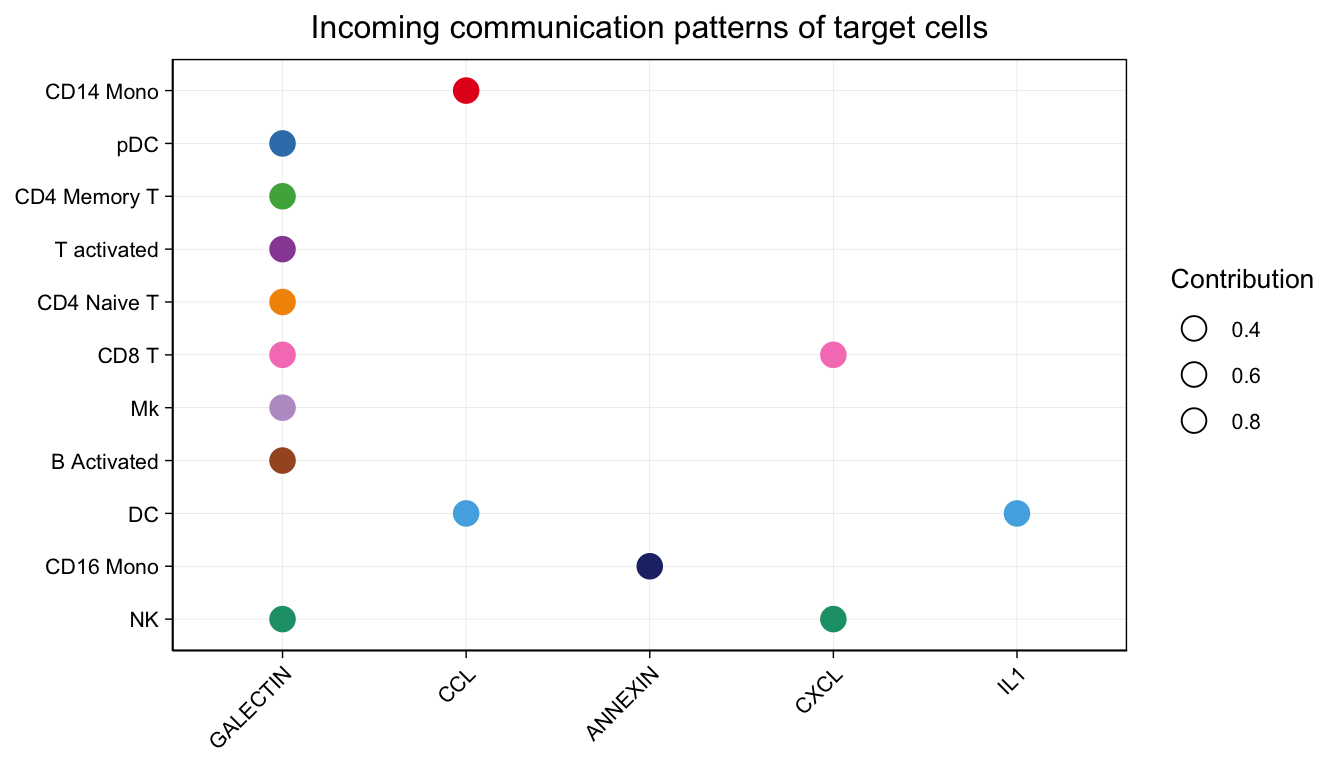 Incoming communication patterns of target cells
CD14 Mono
pDC
CD4 Memory T
T activated
CD4 Naive T
CD8 T
Mk
B Activated
DC
CD16 Mono
NK
GALECTIN
CCL
ANNEXIN
CXCL
IL1
Contribution
0.4
0.6
0.8